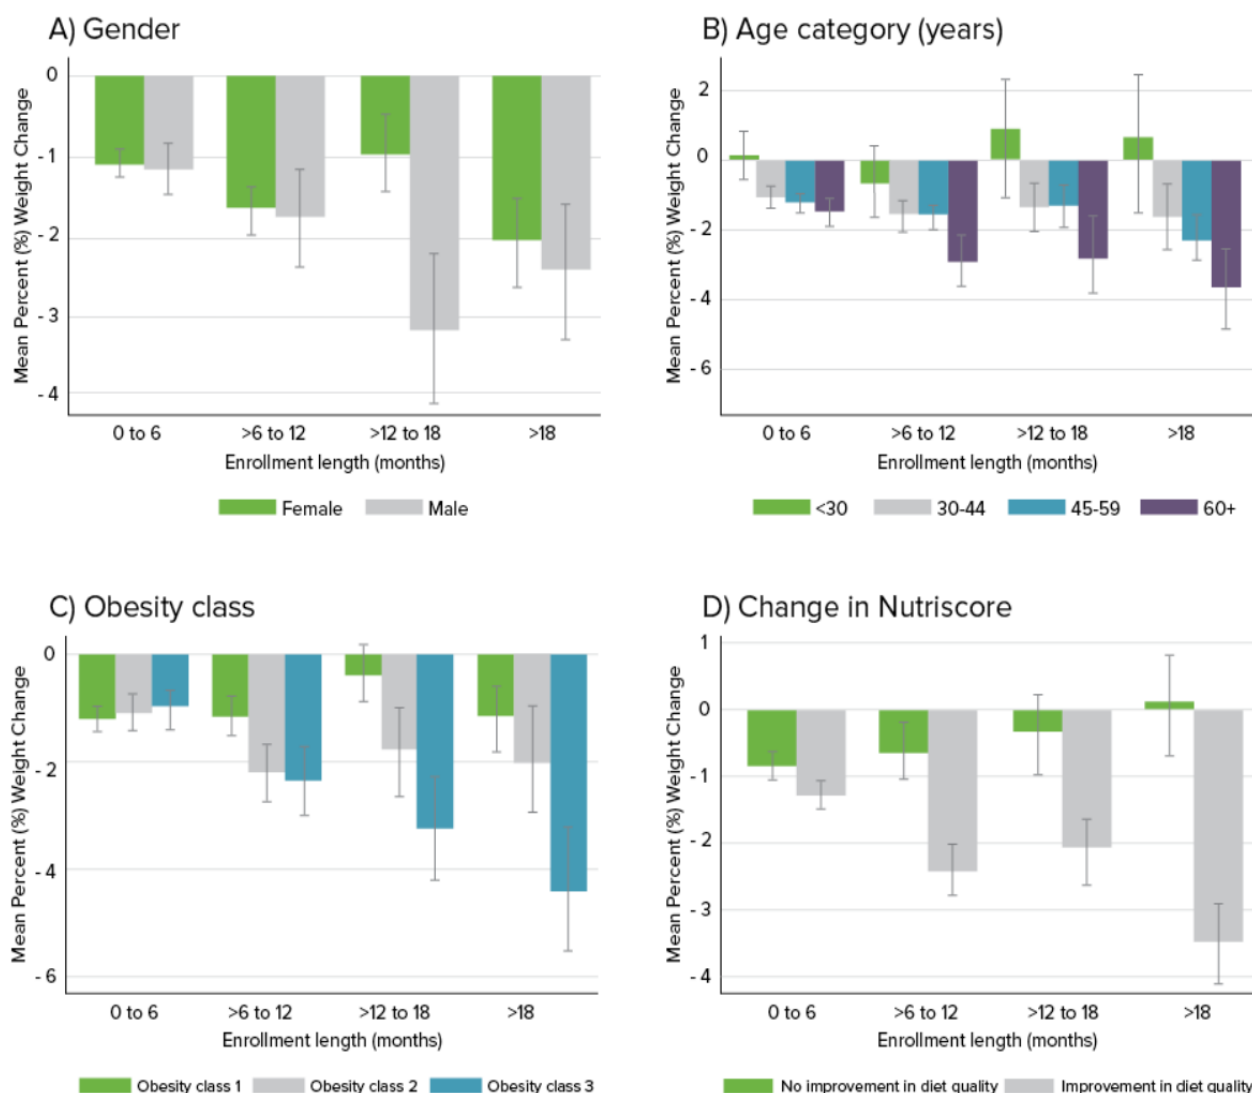 A) Gender
0
- 1
- 2
- 3
- 4
Mean Percent (%) Weight Change
0 to 6 >6 to 12 >12 to 18 >18
Enrollment length (months)
Female Male
B) Age category (years)
2
0
- 2
- 4
- 6
Mean Percent (%) Weight Change
0 to 6 >6 to 12 >12 to 18 >18
Enrollment length (months)
<30 30-44 45-59 60+
C) Obesity class
0
- 2
- 4
- 6
Mean Percent (%) Weight Change
0 to 6 >6 to 12 >12 to 18 >18
Enrollment length (months)
Obesity class 1 Obesity class 2 Obesity class 3
D) Change in Nutriscore
1
0
- 1
- 2
- 3
- 4
Mean Percent (%) Weight Change
0 to 6 >6 to 12 >12 to 18 >18
Enrollment length (months)
No improvement in diet quality Improvement in diet quality